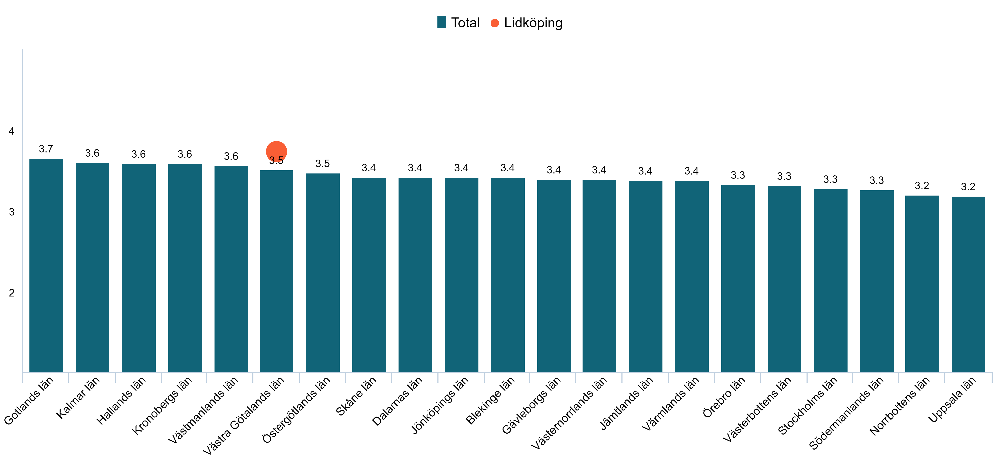 Total Lidköping
4
3
2
3.7 3.6 3.6 3.6 3.6 3.5 3.5 3.4 3.4 3.4 3.4 3.4 3.4 3.4 3.4 3.3 3.3 3.3 3.3 3.2 3.2
Gotlands län
Kalmar län
Hallands län
Kronobergs län
Västmanlands län
Västra Götalands län
Östergötlands län
Skåne län
Dalarnas län
Jönköpings län
Blekinge län
Gävleborgs län
Västernorrlands län
Jämtlands län
Värmlands län
Örebro län
Västerbottens län
Stockholms län
Södermanlands län
Norrbottens län
Uppsala län